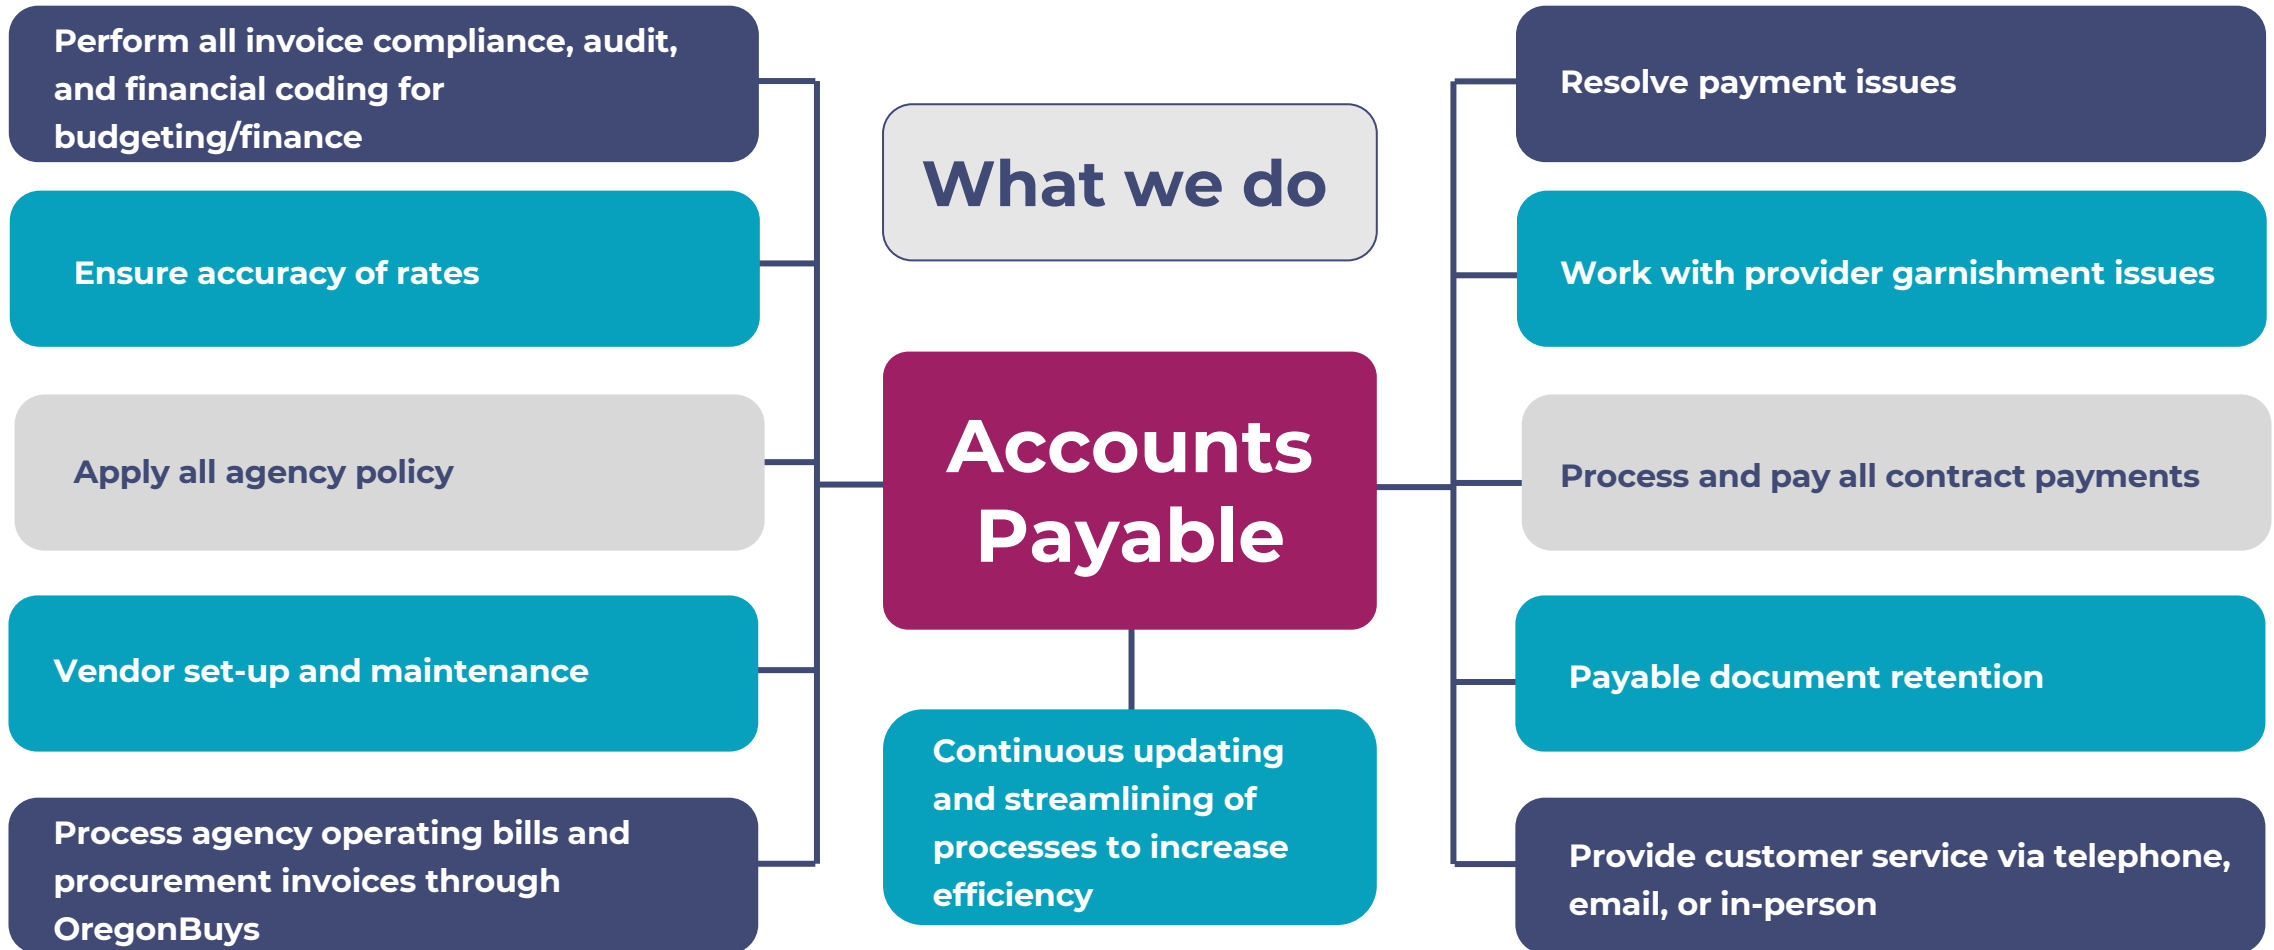 Perform all invoice compliance, audit,
and financial coding for
budgeting/finance
Ensure accuracy of rates
Apply all agency policy
Vendor set-up and maintenance
Process agency operating bills and
procurement invoices through
OregonBuys
What we do
Accounts
Payable
Continuous updating
and streamlining of
processes to increase
efficiency
Resolve payment issues
Work with provider garnishment issues
Process and pay all contract payments
Payable document retention
Provide customer service via telephone,
email, or in-person